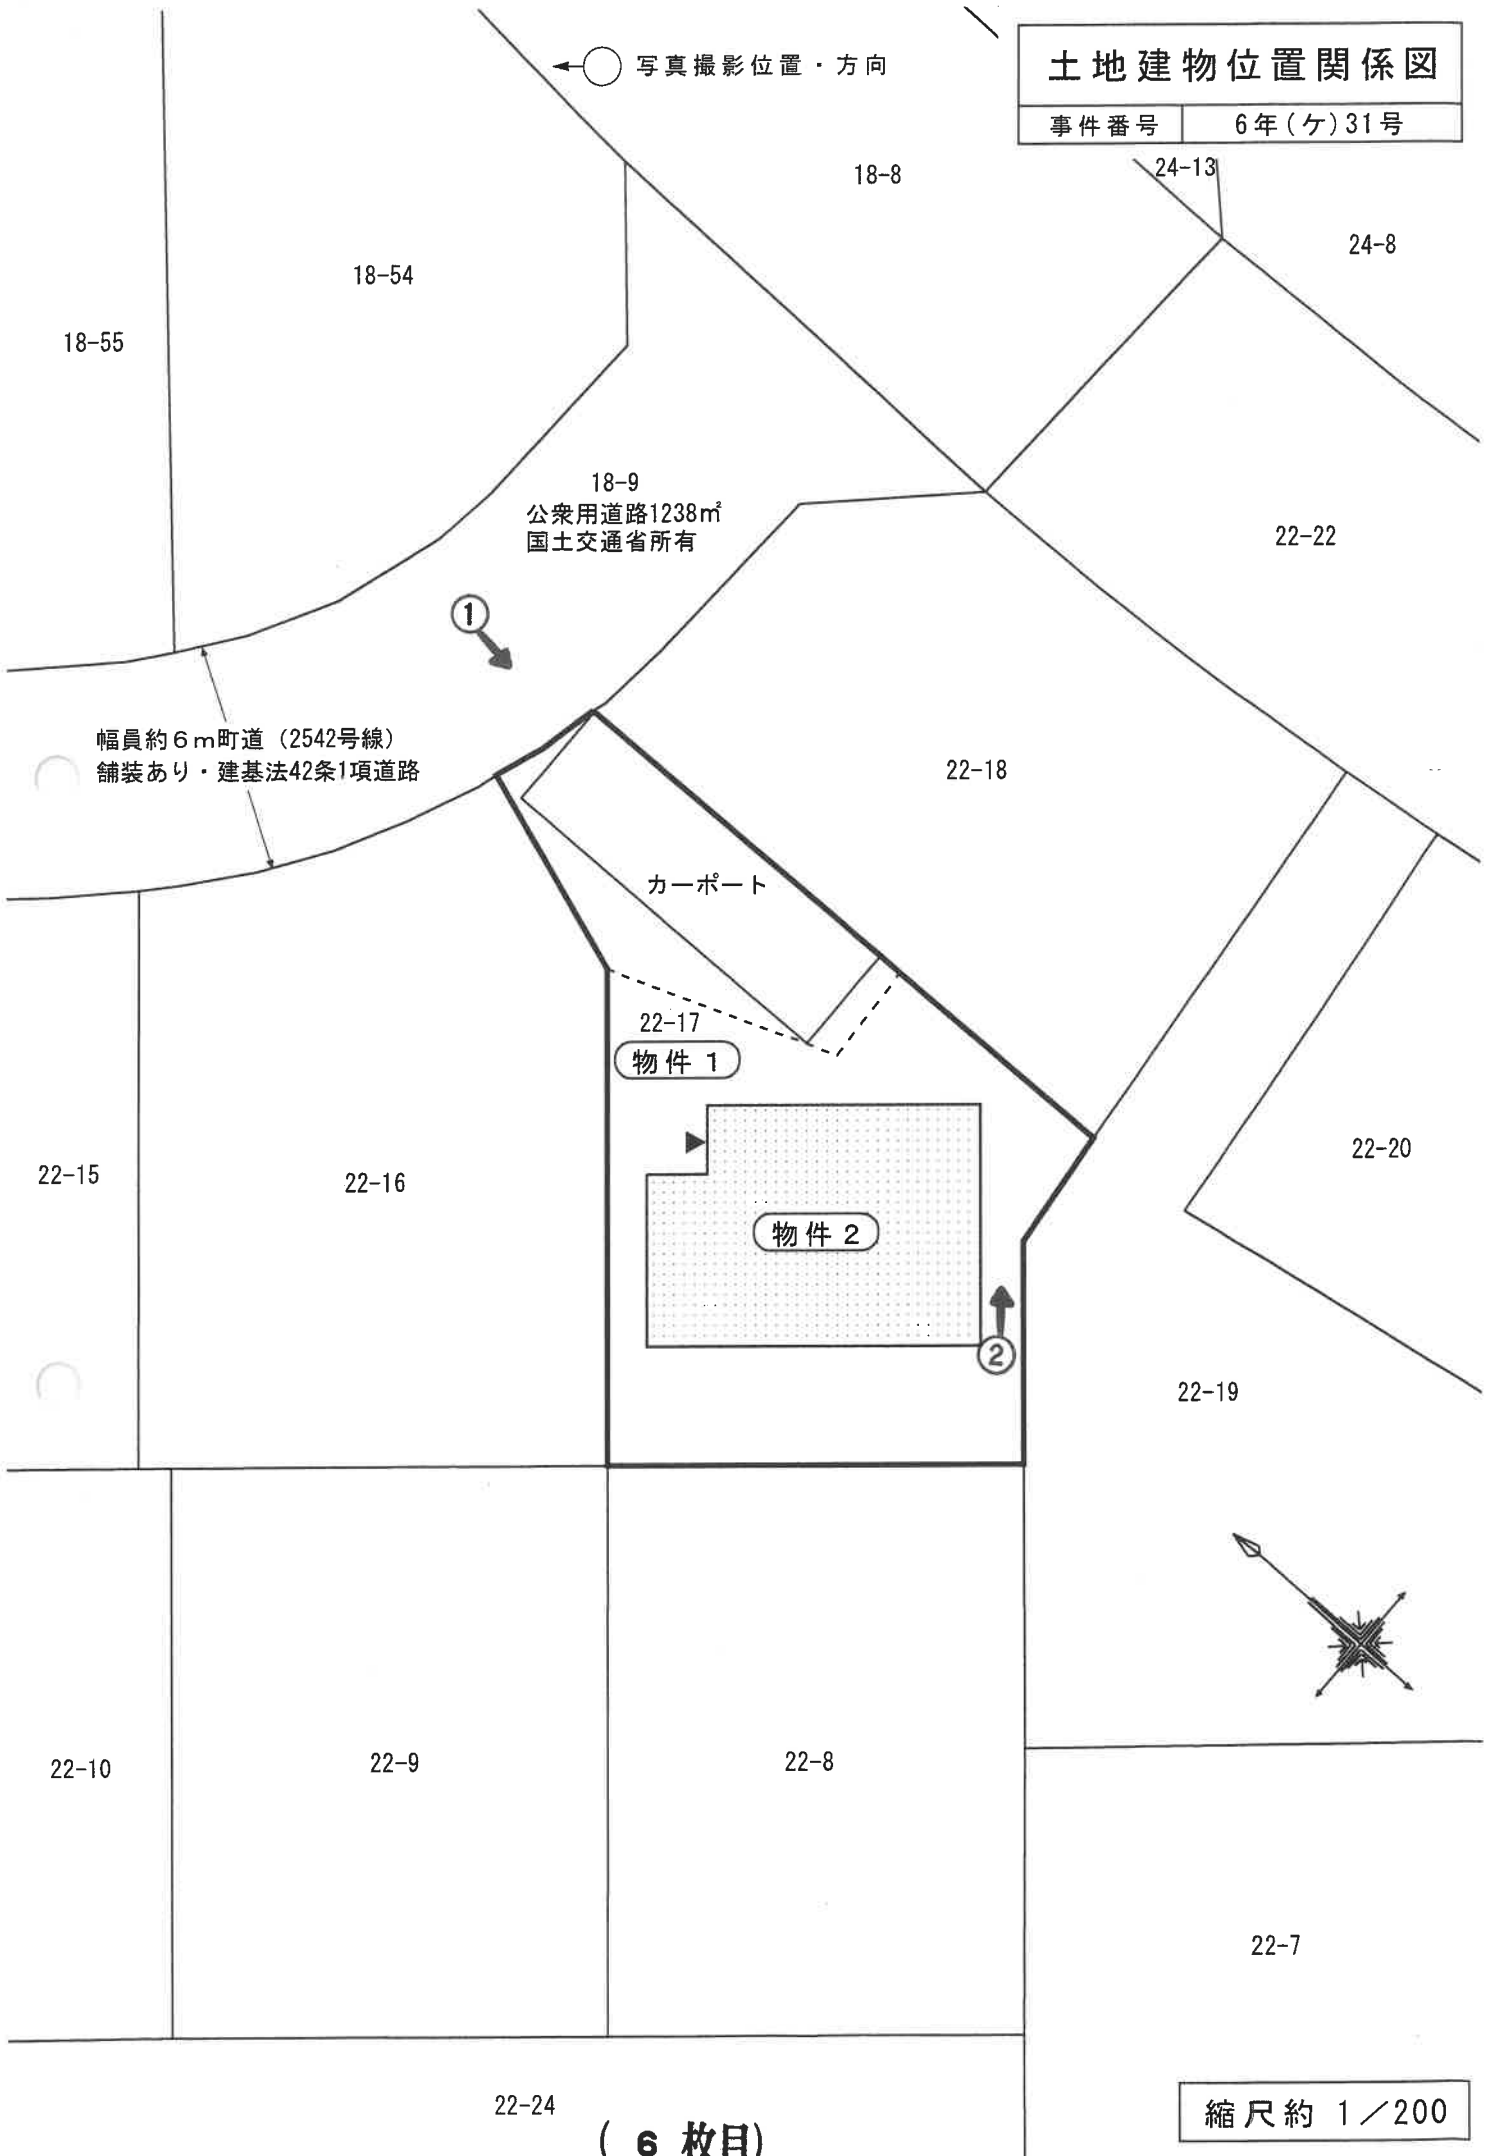 土地建物位置関係図
事件番号 6年(ケ)31号
写真撮影位置・方向
18-8
24-13
24-8
18-54
18-55
18-9
公衆用道路1238㎡
国土交通省所有
22-22
1
幅員約6m町道(2542号線)
舗装あり・建基法42条1項道路
22-18
カーポート
22-17
物件1
22-15
22-16
22-20
物件2
2
22-19
22-10
22-9
22-8
22-7
22-24
縮尺約 1/200
(6 枚目)